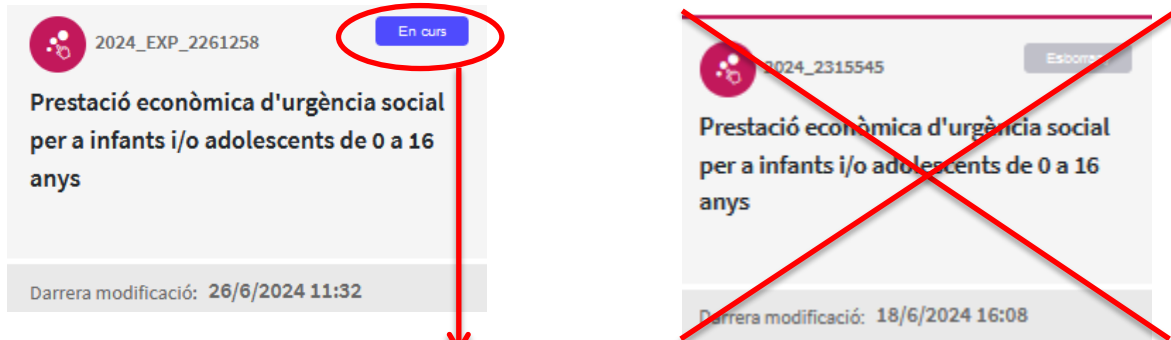 2024_EXP_2261258
En curs
Prestació econòmica d'urgència social
per a infants i/o adolescents de 0 a 16
anys
Darrera modificació: 26/6/2024 11:32
2024_2315545
Prestació econòmica d'urgència social
per a infants i/o adolescents de 0 a 16
anys
Darrera modificació: 18/6/2024 16:08